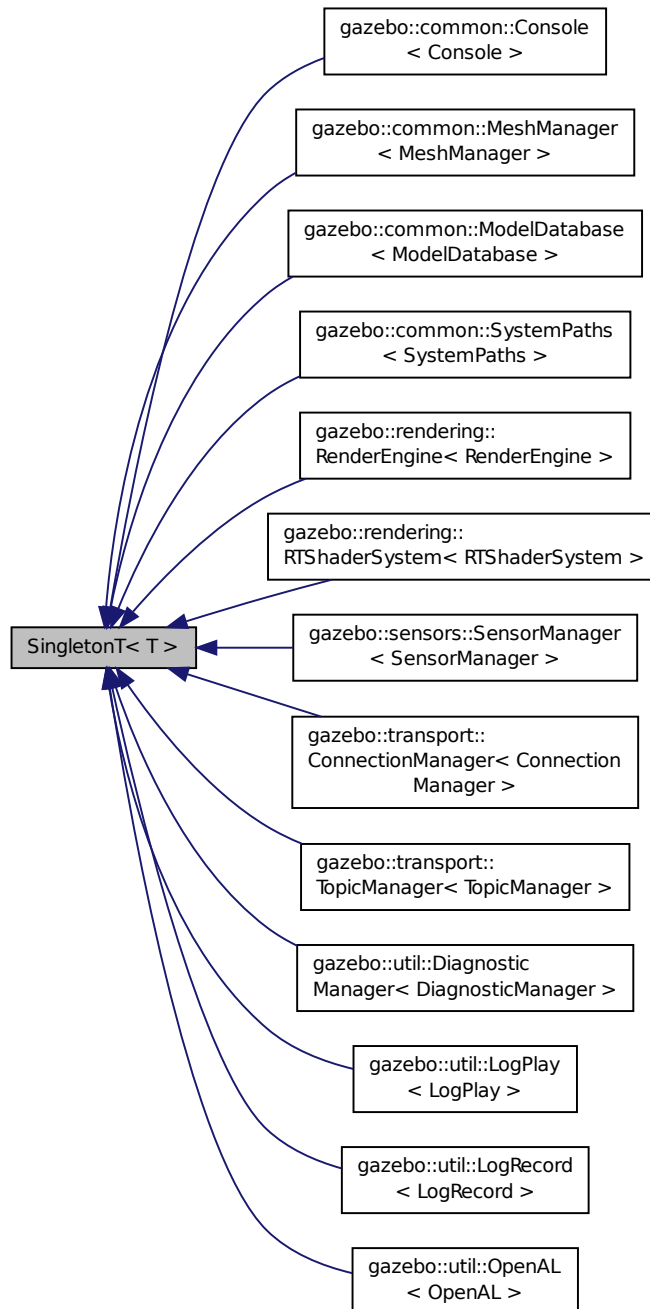 gazebo::common::Console
< Console >
gazebo::common::MeshManager
< MeshManager >
gazebo::common::ModelDatabase
< ModelDatabase >
gazebo::common::SystemPaths
< SystemPaths >
gazebo::rendering::
RenderEngine< RenderEngine >
gazebo::rendering::
RTShaderSystem< RTShaderSystem >
SingletonT< T >
gazebo::sensors::SensorManager
< SensorManager >
gazebo::transport::
ConnectionManager< Connection
Manager >
gazebo::transport::
TopicManager< TopicManager >
gazebo::util::Diagnostic
Manager< DiagnosticManager >
gazebo::util::LogPlay
< LogPlay >
gazebo::util::LogRecord
< LogRecord >
gazebo::util::OpenAL
< OpenAL >